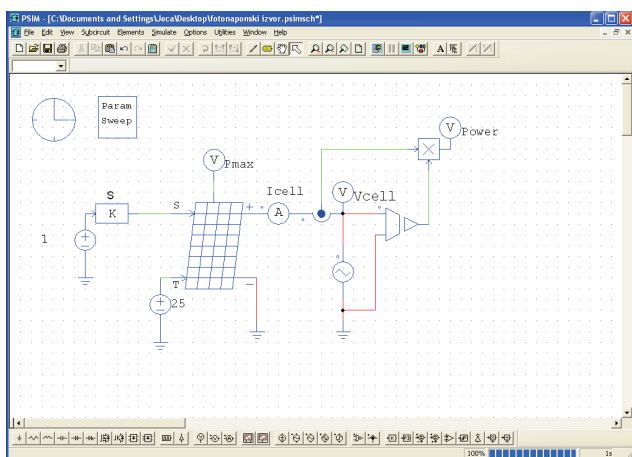 PSIM - [C:\Documents and Settings\Jeca\Desktop\fotonaponski izvor.psimsch*]
File Edit View Subcircuit Elements Simulate Options Utilities Window Help
Param
Sweep
V Power
V Pmax
S
K
S
Icell
A
V Vcell
1
T
25
100%
1s